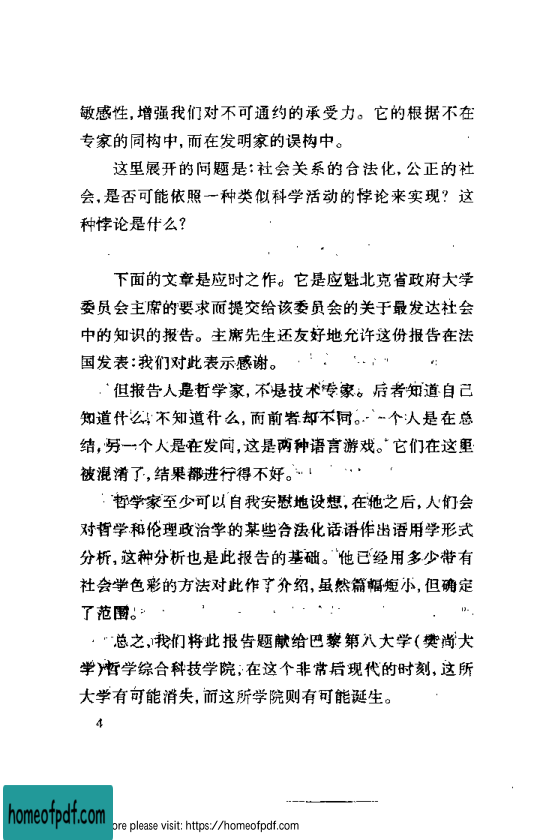 敏感性,增强我们对不可通约的承受力。它的根据不在
专家的同构中,而在发明家的误构中。
这里展开的问题是:社会关系的合法化,公正的社
会,是否可能依照一种类似科学活动的悖论来实现? 这
种悖论是什么?
下面的文章是应时之作。它是应魁北克省政府大学
委员会主席的要求而提交给该委员会的关于最发达社会
中的知识的报告。主席先生还友好地允许这份报告在法
国发表:我们对此表示感谢。
但报告人是哲学家,不是技术专家。后者知道自己
知道什么,不知道什么,而前者却不同。一个人是在总
结,另一个人是在发问,这是两种语言游戏。它们在这里
被混淆了,结果都进行得不好。
哲学家至少可以自我安慰地设想,在他之后,人们会
对哲学和伦理政治学的某些合法化话语作出语用学形式
分析,这种分析也是此报告的基础。他已经用多少带有
社会学色彩的方法对此作了介绍,虽然篇幅短小,但确定
了范围。
总之,我们将此报告题献给巴黎第八大学(樊尚大
学)哲学综合科技学院,在这个非常后现代的时刻,这所
大学有可能消失,而这所学院则有可能诞生。
4
homeofpdf.com
ore please visit: https://homeofpdf.com